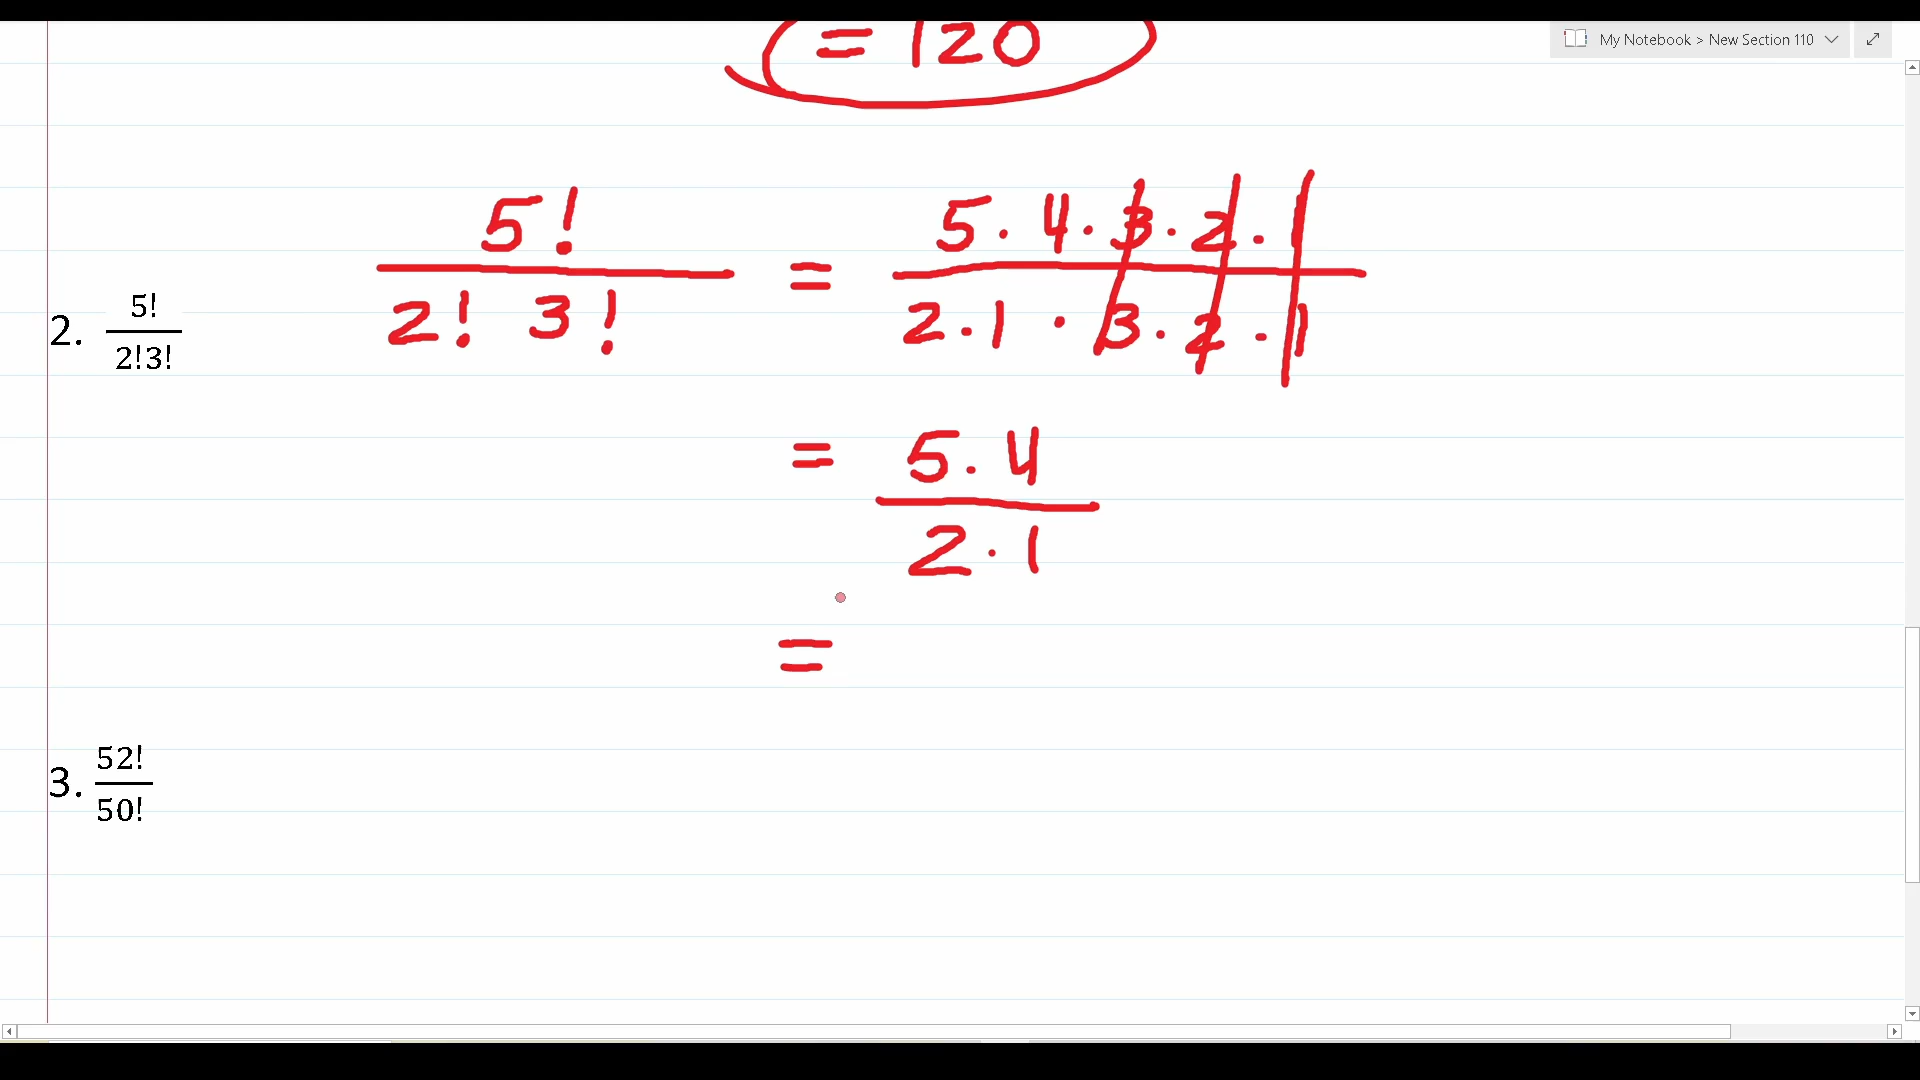 = 120
My Notebook > New Section 110
2. 5!/2!3!
5!/2! 3! = 5 · 4 · 3 · 2 · 1/2 · 1 · 3 · 2 · 1
= 5 · 4/2 · 1
=
3. 52!/50!